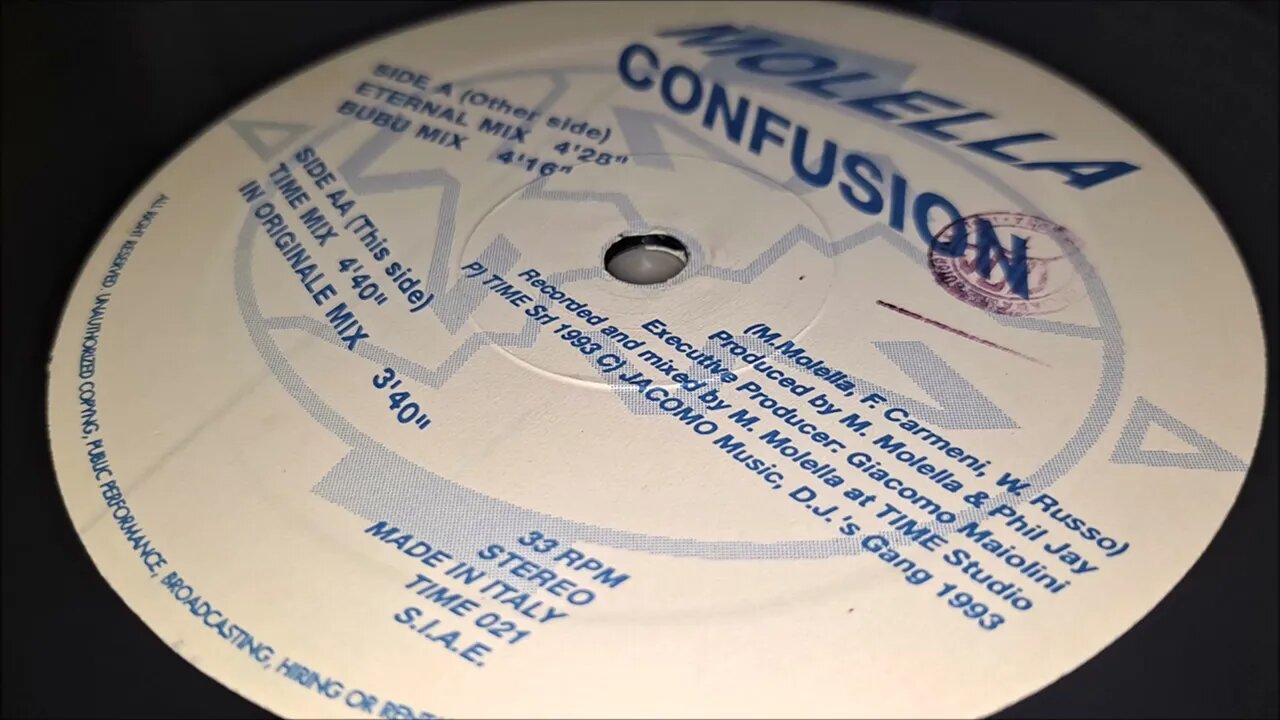 MOLELLA
CONFUSION
SIDE A (Other side)
ETERNAL MIX 4'28"
BUBU MIX 4'16"
SIDE AA (This side)
TIME MIX 4'40"
IN ORIGINALE MIX 3'40"
(M.Molella, F. Carmeni, W. Russo)
Produced by M. Molella & Phil Jay
Executive Producer: Giacomo Maiolini
Recorded and mixed by M. Molella at TIME Studio
P) TIME Srl 1993 C) JACOMO Music, D.J.'s Gang 1993
33 RPM
STEREO
MADE IN ITALY
TIME 021
S.I.A.E.
ALL RIGHT RESERVED. UNAUTHORIZED COPYING, PUBLIC PERFORMANCE, BROADCASTING, HIRING OR